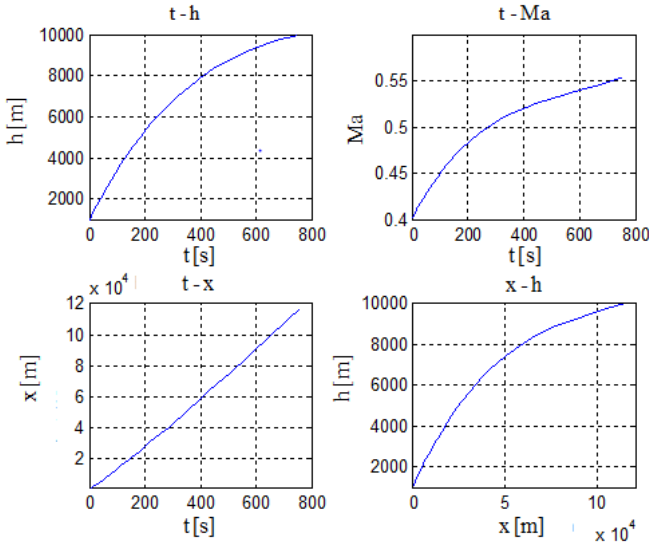 t - h
10000
8000
6000
4000
2000
h [m]
0 200 400 600 800
t [s]
t - Ma
0.55
0.5
0.45
0.4
Ma
0 200 400 600 800
t [s]
x 10^4
t - x
12
10
8
6
4
2
x [m]
0 200 400 600 800
t [s]
x - h
10000
8000
6000
4000
2000
h [m]
0 5 10
x [m]
x 10^4